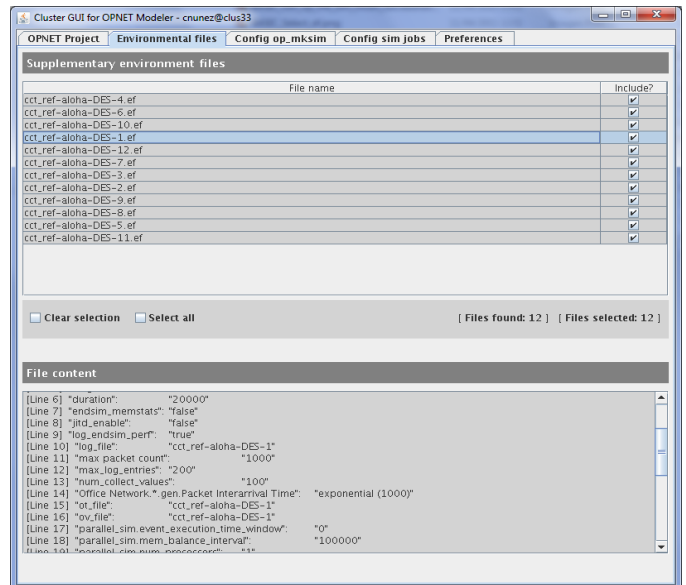 Cluster GUI for OPNET Modeler - cnunez@clus33
OPNET Project Environmental files Config op_mksim Config sim jobs Preferences
Supplementary environment files
File name Include?
cct_ref-aloha-DES-4.ef
cct_ref-aloha-DES-6.ef
cct_ref-aloha-DES-10.ef
cct_ref-aloha-DES-1.ef
cct_ref-aloha-DES-12.ef
cct_ref-aloha-DES-7.ef
cct_ref-aloha-DES-3.ef
cct_ref-aloha-DES-2.ef
cct_ref-aloha-DES-9.ef
cct_ref-aloha-DES-8.ef
cct_ref-aloha-DES-5.ef
cct_ref-aloha-DES-11.ef
Clear selection Select all [ Files found: 12 ] [ Files selected: 12 ]
File content
[Line 6] "duration": "20000"
[Line 7] "endsim_memstats": "false"
[Line 8] "jitd_enable": "false"
[Line 9] "log_endsim_perf": "true"
[Line 10] "log_file": "cct_ref-aloha-DES-1"
[Line 11] "max packet count": "1000"
[Line 12] "max_log_entries": "200"
[Line 13] "num_collect_values": "100"
[Line 14] "Office Network.*.gen.Packet Interarrival Time": "exponential (1000)"
[Line 15] "ot_file": "cct_ref-aloha-DES-1"
[Line 16] "ov_file": "cct_ref-aloha-DES-1"
[Line 17] "parallel_sim.event_execution_time_window": "0"
[Line 18] "parallel_sim.mem_balance_interval": "100000"
[Line 19] "parallel_sim.num_processors": "1"